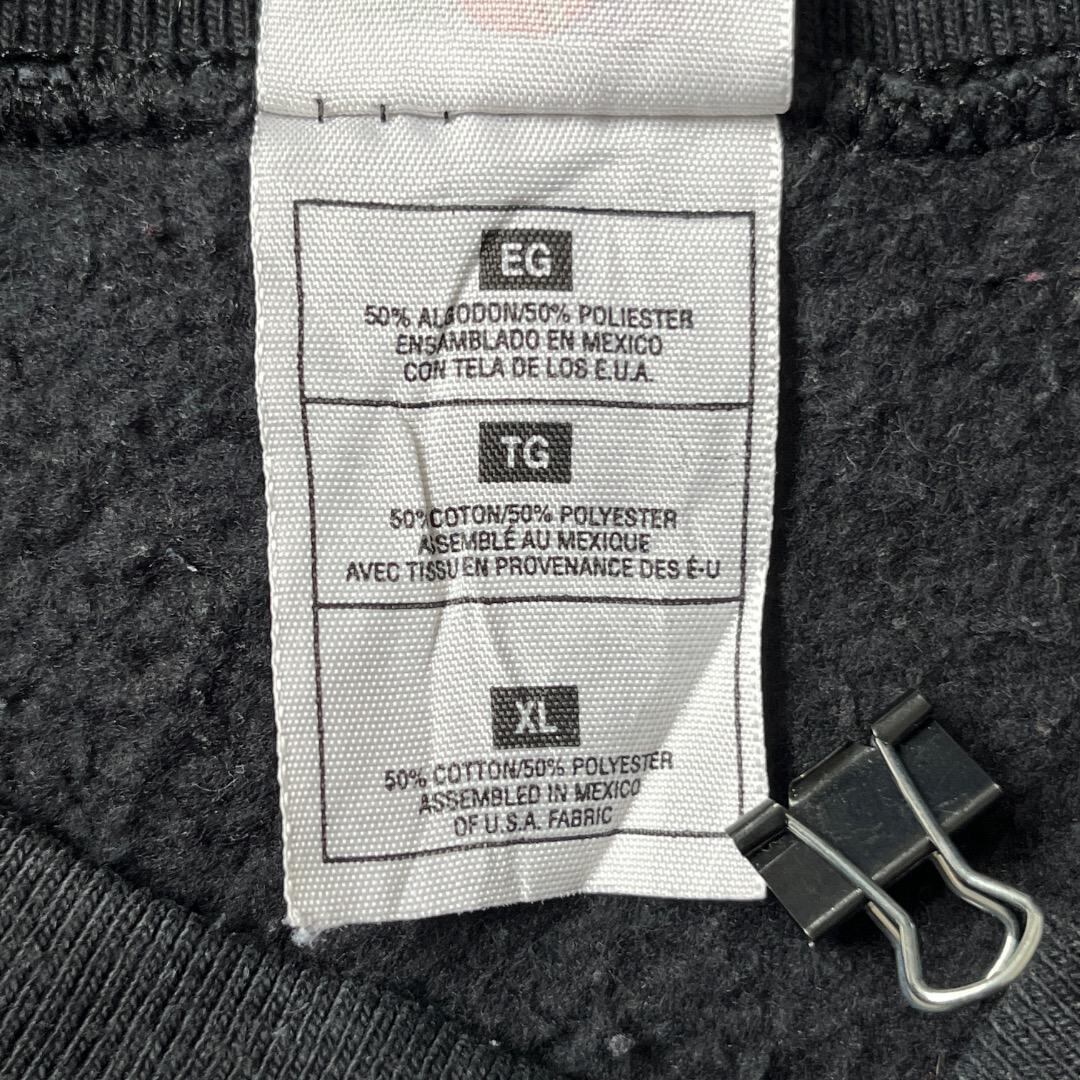 EG
50% ALGODON/50% POLIESTER
ENSAMBLADO EN MEXICO
CON TELA DE LOS E.U.A.
TG
50% COTON/50% POLYESTER
ASSEMBLÉ AU MEXIQUE
AVEC TISSU EN PROVENANCE DES É-U
XL
50% COTTON/50% POLYESTER
ASSEMBLED IN MEXICO
OF U.S.A. FABRIC